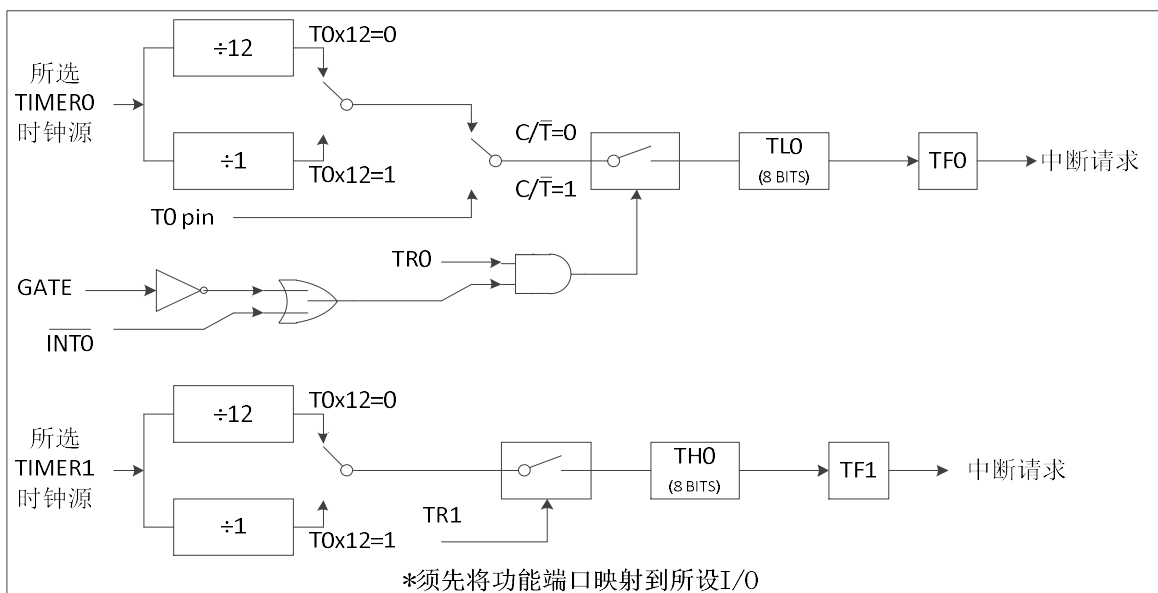 ÷12
T0x12=0
所选
TIMER0
时钟源
÷1
T0x12=1
C/T̅=0
C/T̅=1
TL0
(8 BITS)
TF0
中断请求
T0 pin
TR0
GATE
I̅N̅T̅0̅
÷12
T0x12=0
所选
TIMER1
时钟源
÷1
T0x12=1
TR1
TH0
(8 BITS)
TF1
中断请求
*须先将功能端口映射到所设I/O